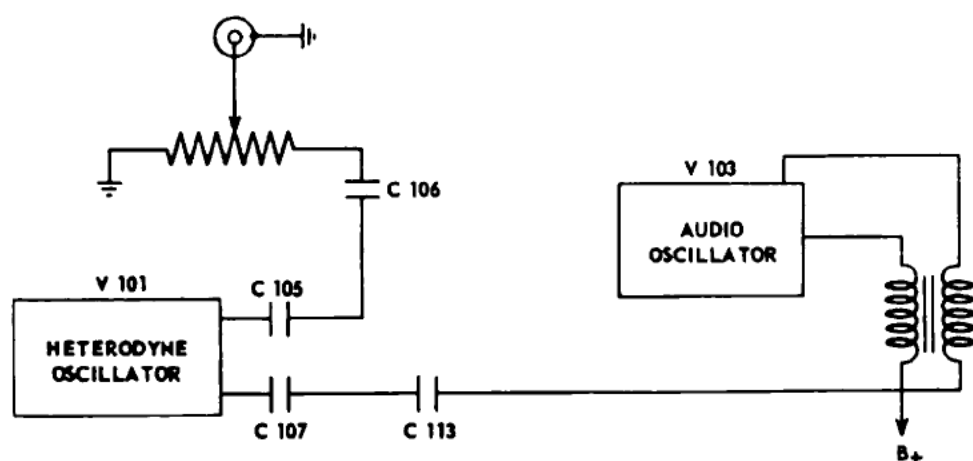 C 106
V 103
AUDIO
OSCILLATOR
V 101
C 105
HETERODYNE
OSCILLATOR
C 107
C 113
B+